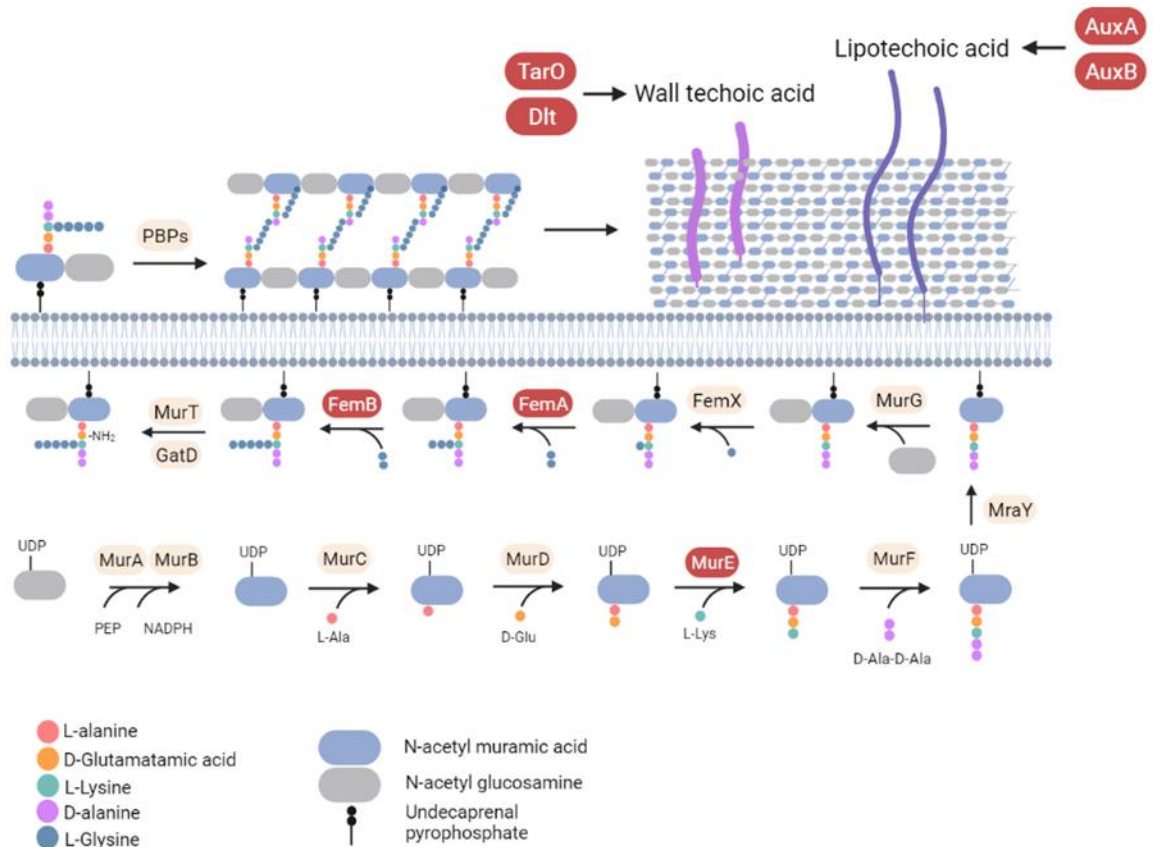 AuxA
Lipotechoic acid
AuxB
TarO
Wall techoic acid
Dlt
PBPs
MurT
-NH2
GatD
FemB
FemA
FemX
MurG
MraY
UDP
MurA
MurB
PEP
NADPH
UDP
MurC
L-Ala
UDP
MurD
D-Glu
UDP
MurE
L-Lys
UDP
MurF
D-Ala-D-Ala
UDP
L-alanine
D-Glutamatamic acid
L-Lysine
D-alanine
L-Glysine
N-acetyl muramic acid
N-acetyl glucosamine
Undecaprenal
pyrophosphate